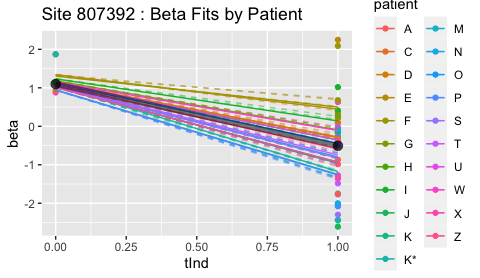 Site 807392 : Beta Fits by Patient
patient
A
C
D
E
F
G
H
I
J
K
K*
M
N
O
P
S
T
U
W
X
Z
beta
2
1
0
-1
-2
0.00
0.25
0.50
0.75
1.00
tInd